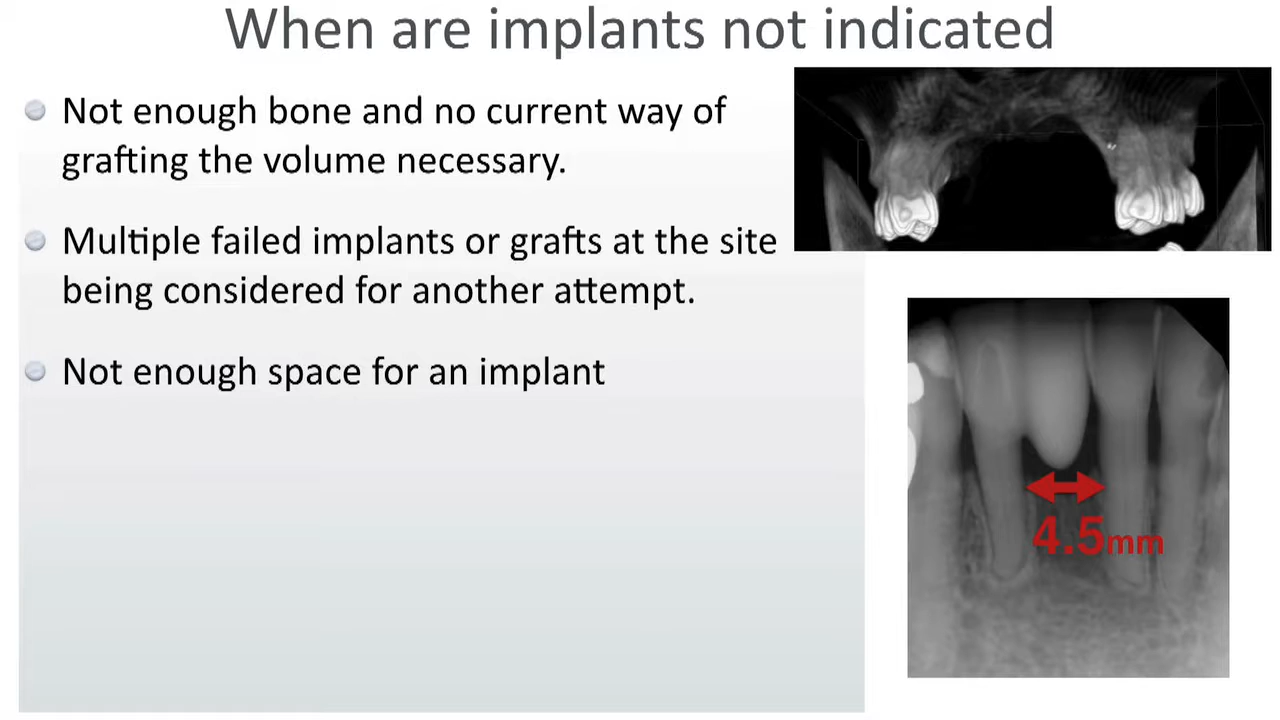 When are implants not indicated
Not enough bone and no current way of
grafting the volume necessary.
Multiple failed implants or grafts at the site
being considered for another attempt.
Not enough space for an implant
4.5mm